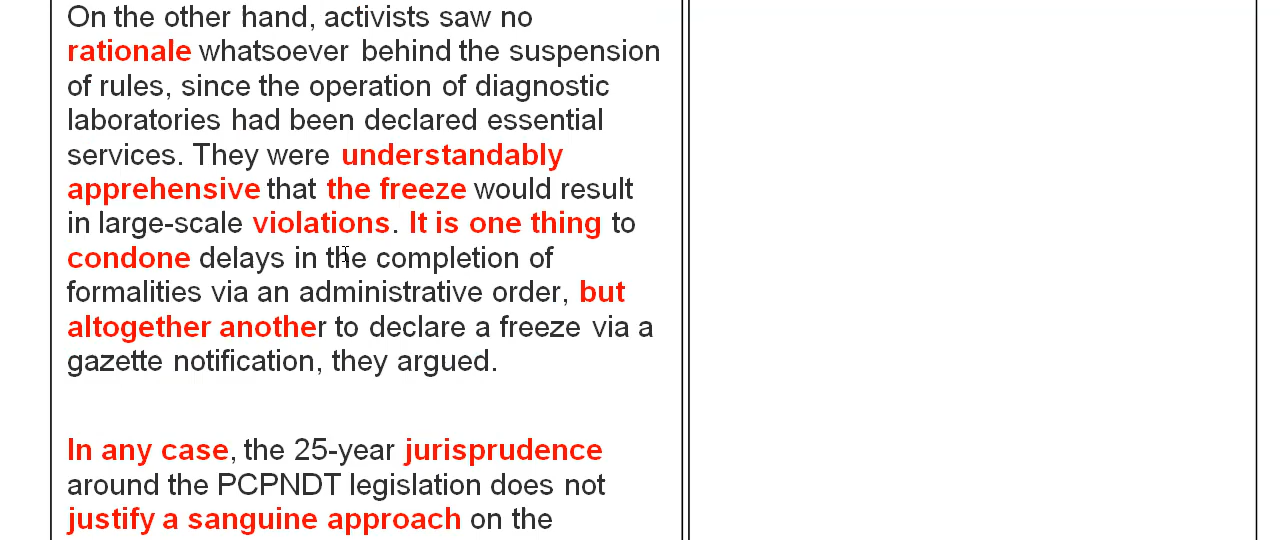 On the other hand, activists saw no
rationale whatsoever behind the suspension
of rules, since the operation of diagnostic
laboratories had been declared essential
services. They were understandably
apprehensive that the freeze would result
in large-scale violations. It is one thing to
condone delays in the completion of
formalities via an administrative order, but
altogether another to declare a freeze via a
gazette notification, they argued.
In any case, the 25-year jurisprudence
around the PCPNDT legislation does not
justify a sanguine approach on the